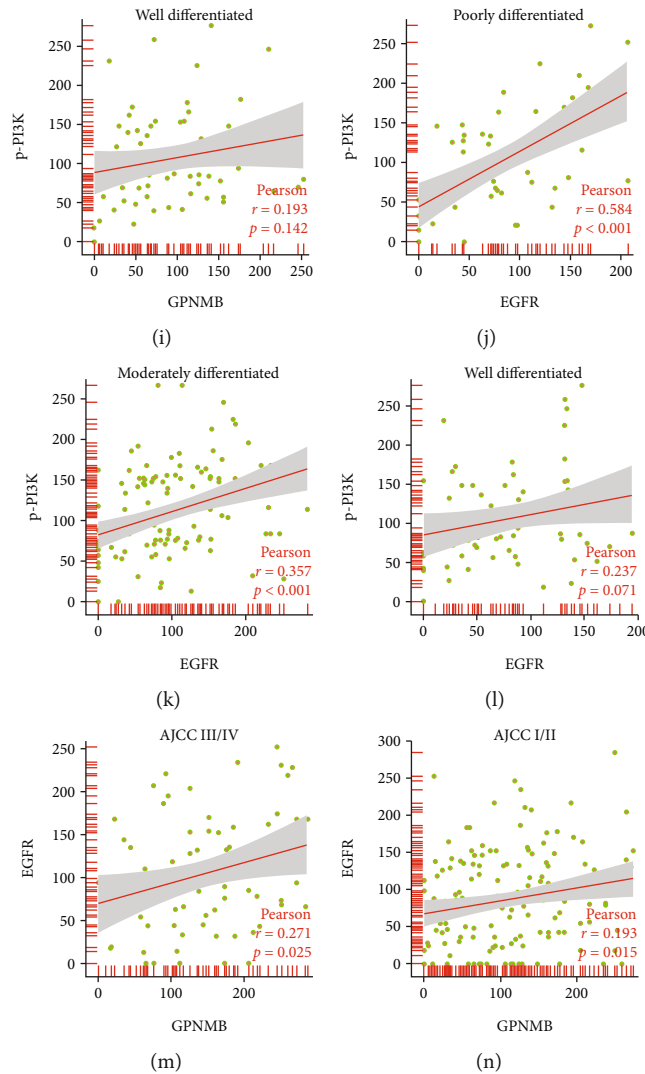 Well differentiated
p-PI3K
250
200
150
100
50
0
Pearson
r = 0.193
p = 0.142
0 50 100 150 200 250
GPNMB
(i)
Poorly differentiated
p-PI3K
250
200
150
100
50
0
Pearson
r = 0.584
p < 0.001
0 50 100 150 200
EGFR
(j)
Moderately differentiated
p-PI3K
250
200
150
100
50
0
Pearson
r = 0.357
p < 0.001
0 100 200
EGFR
(k)
Well differentiated
p-PI3K
250
200
150
100
50
0
Pearson
r = 0.237
p = 0.071
0 50 100 150 200
EGFR
(l)
AJCC III/IV
EGFR
250
200
150
100
50
0
Pearson
r = 0.271
p = 0.025
0 100 200
GPNMB
(m)
AJCC I/II
EGFR
300
250
200
150
100
50
0
Pearson
r = 0.193
p = 0.015
0 100 200
GPNMB
(n)